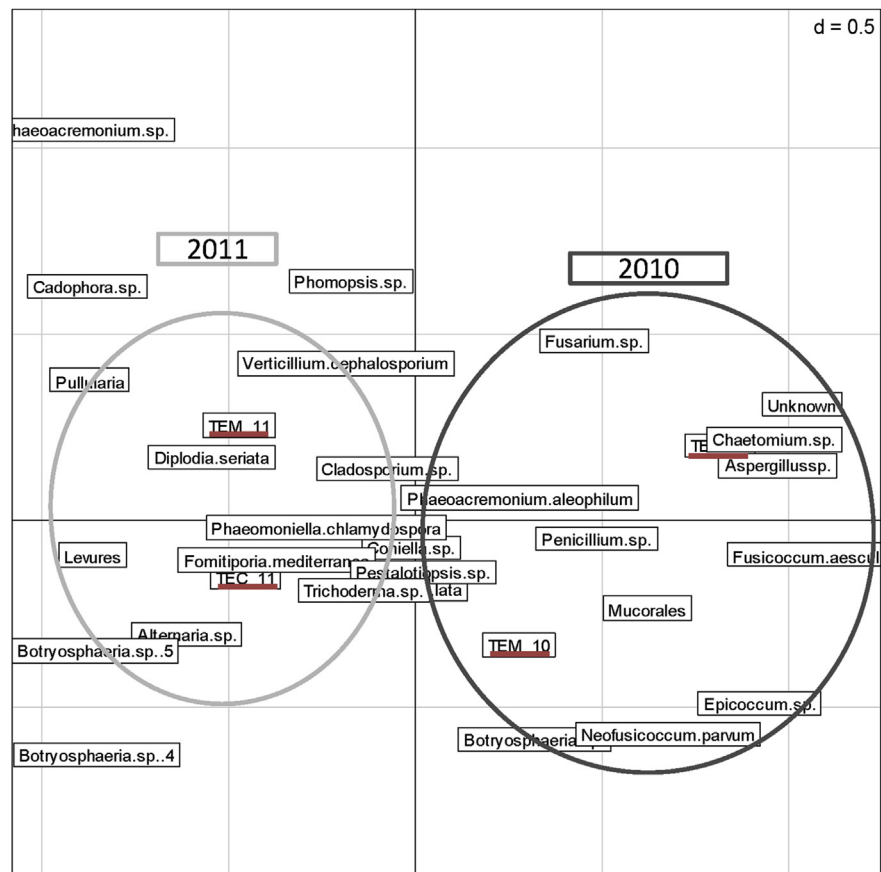 d = 0.5
haeoacremonium.sp.
2011
2010
Cadophora.sp.
Phomopsis.sp.
Fusarium.sp.
Verticillium.cephalosporium
Pullularia
Unknown
TEM_11
Chaetomium.sp.
TE
Diplodia.seriata
Aspergillussp.
Cladosporium.sp.
Phaeoacremonium.aleophilum
Phaeomoniella.chlamydospora
Penicillium.sp.
Coniella.sp.
Levures
Fusicoccum.aescul
Fomitiporia.mediterranea
Pestalotiopsis.sp.
TEC_11
Trichoderma.sp.
lata
Mucorales
Alternaria.sp.
TEM_10
Botryosphaeria.sp..5
Epicoccum.sp.
Neofusicoccum.parvum
Botryosphaeria.sp.
Botryosphaeria.sp..4